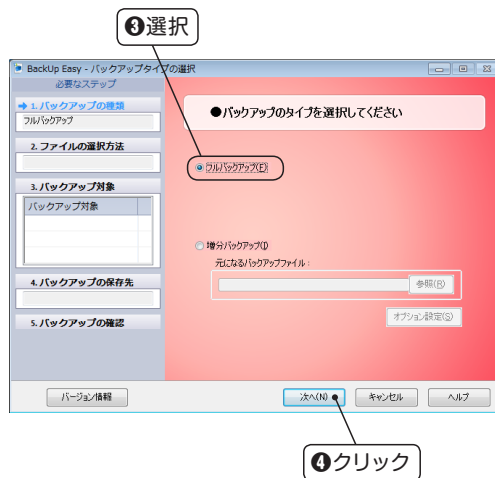 ❸選択
BackUp Easy - バックアップタイプの選択
必要なステップ
1. バックアップの種類
フルバックアップ
2. ファイルの選択方法
3. バックアップ対象
バックアップ対象
4. バックアップの保存先
5. バックアップの確認
●バックアップのタイプを選択してください
フルバックアップ(F)
増分バックアップ(I)
元になるバックアップファイル：
参照(R)
オプション設定(S)
バージョン情報
次へ(N)
キャンセル
ヘルプ
❹クリック